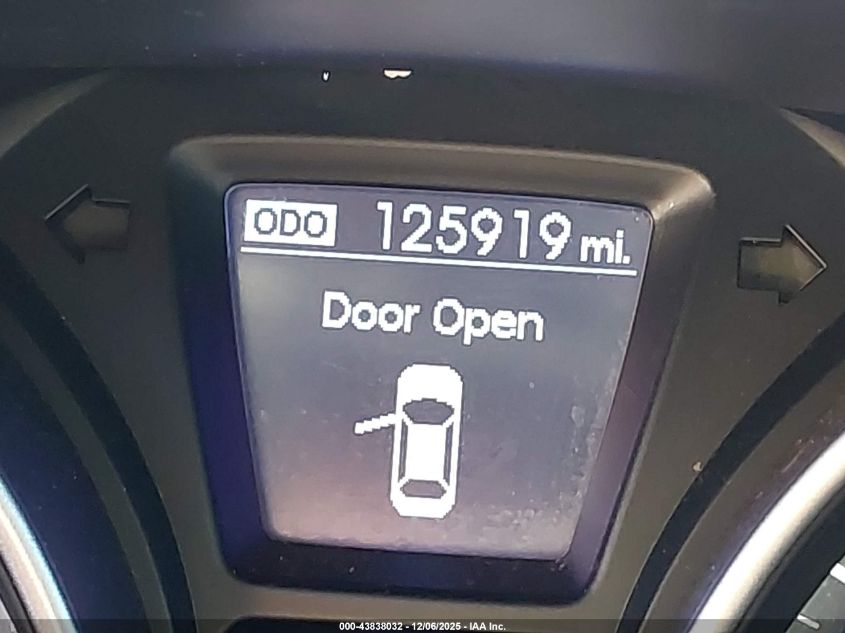 ODO 125919 mi.
Door Open
000-43838032 - 12/06/2025 - IAA Inc.